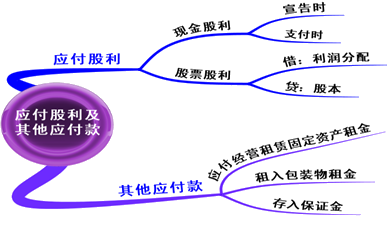 应付股利及
其他应付款
应付股利
现金股利
宣告时
支付时
股票股利
借：利润分配
贷：股本
其他应付款
应付经营租赁固定资产租金
租入包装物租金
存入保证金